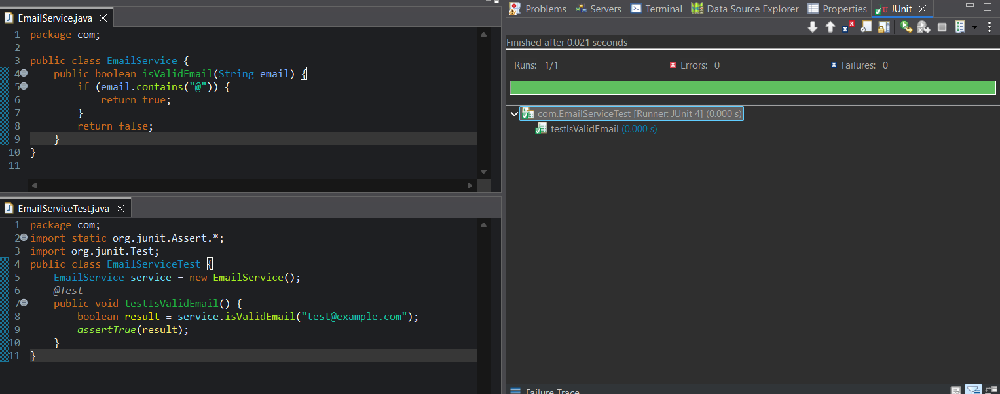 EmailService.java
1 package com;
2
3 public class EmailService {
4 public boolean isValidEmail(String email) {
5 if (email.contains("@")) {
6 return true;
7 }
8 return false;
9 }
10 }
11
EmailServiceTest.java
1 package com;
2 import static org.junit.Assert.*;
3 import org.junit.Test;
4 public class EmailServiceTest {
5 EmailService service = new EmailService();
6 @Test
7 public void testIsValidEmail() {
8 boolean result = service.isValidEmail("test@example.com");
9 assertTrue(result);
10 }
11 }
Problems Servers Terminal Data Source Explorer Properties JUnit
Finished after 0.021 seconds
Runs: 1/1 Errors: 0 Failures: 0
com.EmailServiceTest [Runner: JUnit 4] (0.000 s)
testIsValidEmail (0.000 s)
Failure Trace